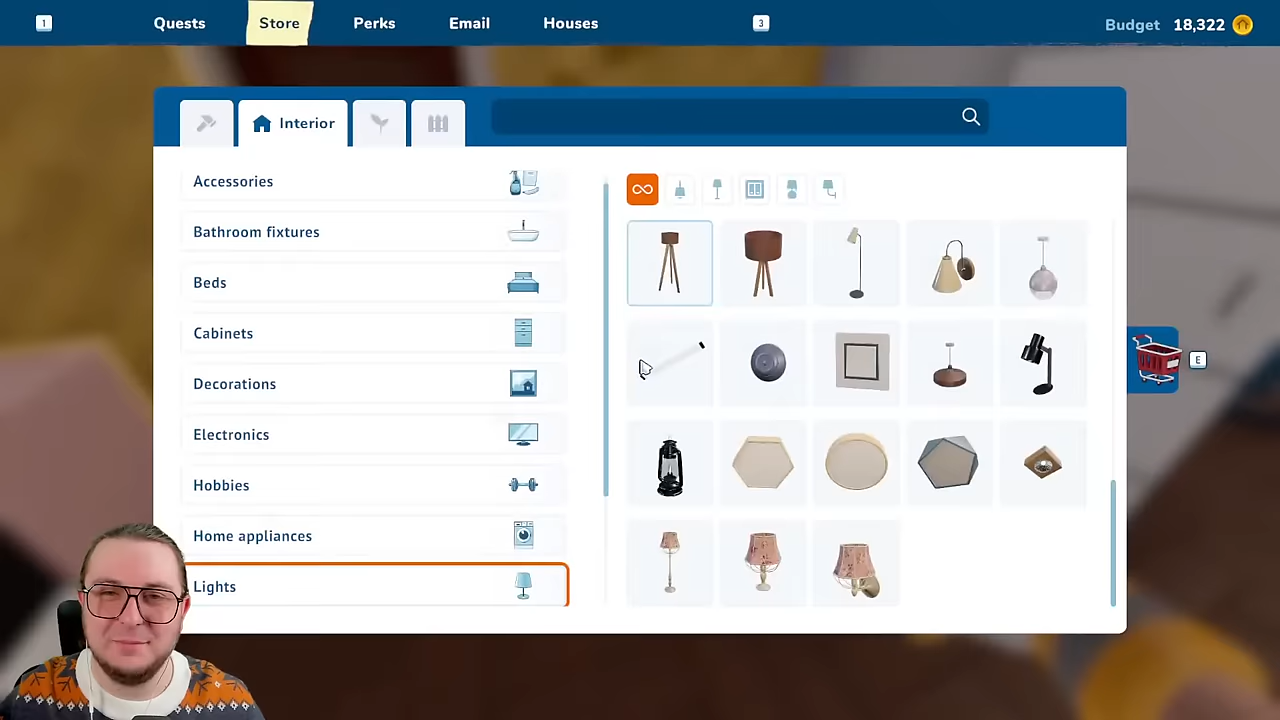 1 Quests Store Perks Email Houses 3 Budget 18,322
Interior
Accessories
Bathroom fixtures
Beds
Cabinets
E
Decorations
Electronics
Hobbies
Home appliances
Lights